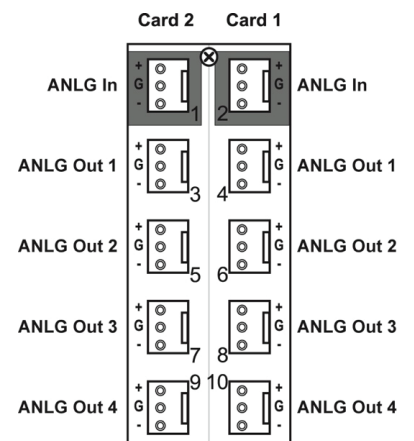 Card 2 Card 1
+ +
ANLG In G G ANLG In
- 1 2 -
+ +
ANLG Out 1 G G ANLG Out 1
- 3 4 -
+ +
ANLG Out 2 G G ANLG Out 2
- 5 6 -
+ +
ANLG Out 3 G G ANLG Out 3
- 7 8 -
+ 9 10 +
ANLG Out 4 G G ANLG Out 4
- -